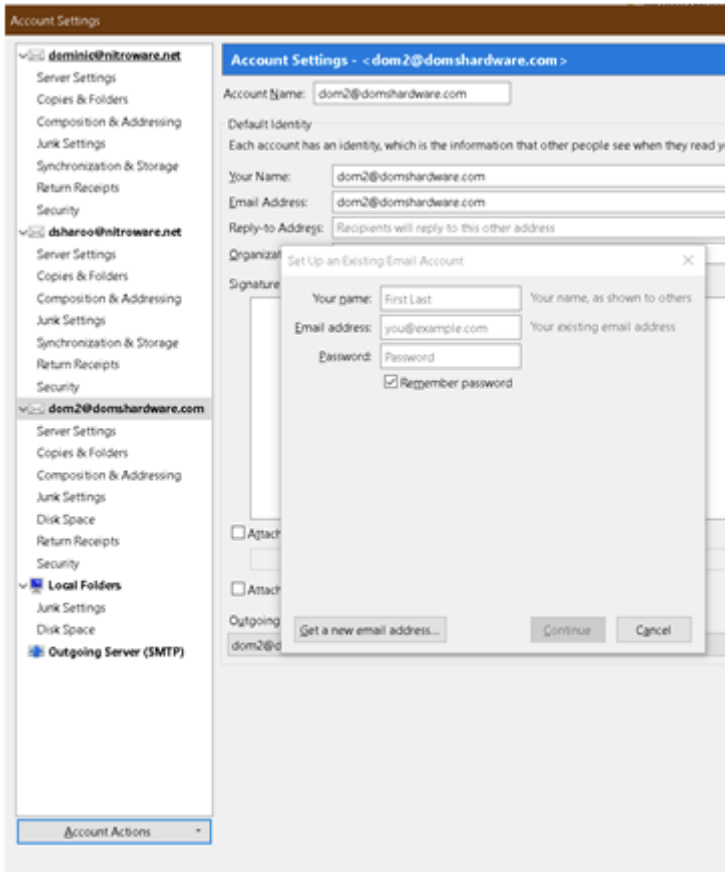 Account Settings
dominic@nitroware.net
Server Settings
Copies & Folders
Composition & Addressing
Junk Settings
Synchronization & Storage
Return Receipts
Security
dsharoo@nitroware.net
Server Settings
Copies & Folders
Composition & Addressing
Junk Settings
Synchronization & Storage
Return Receipts
Security
dom2@domshardware.com
Server Settings
Copies & Folders
Composition & Addressing
Junk Settings
Disk Space
Return Receipts
Security
Local Folders
Junk Settings
Disk Space
Outgoing Server (SMTP)
Account Actions
Account Settings - <dom2@domshardware.com>
Account Name: dom2@domshardware.com
Default Identity
Each account has an identity, which is the information that other people see when they read y
Your Name: dom2@domshardware.com
Email Address: dom2@domshardware.com
Reply-to Address: Recipients will reply to this other address
Organizat
Signature
Attach
Attach
Outgoing
dom2@d
Set Up an Existing Email Account
Your name: First Last Your name, as shown to others
Email address: you@example.com Your existing email address
Password: Password
Remember password
Get a new email address... Continue Cancel